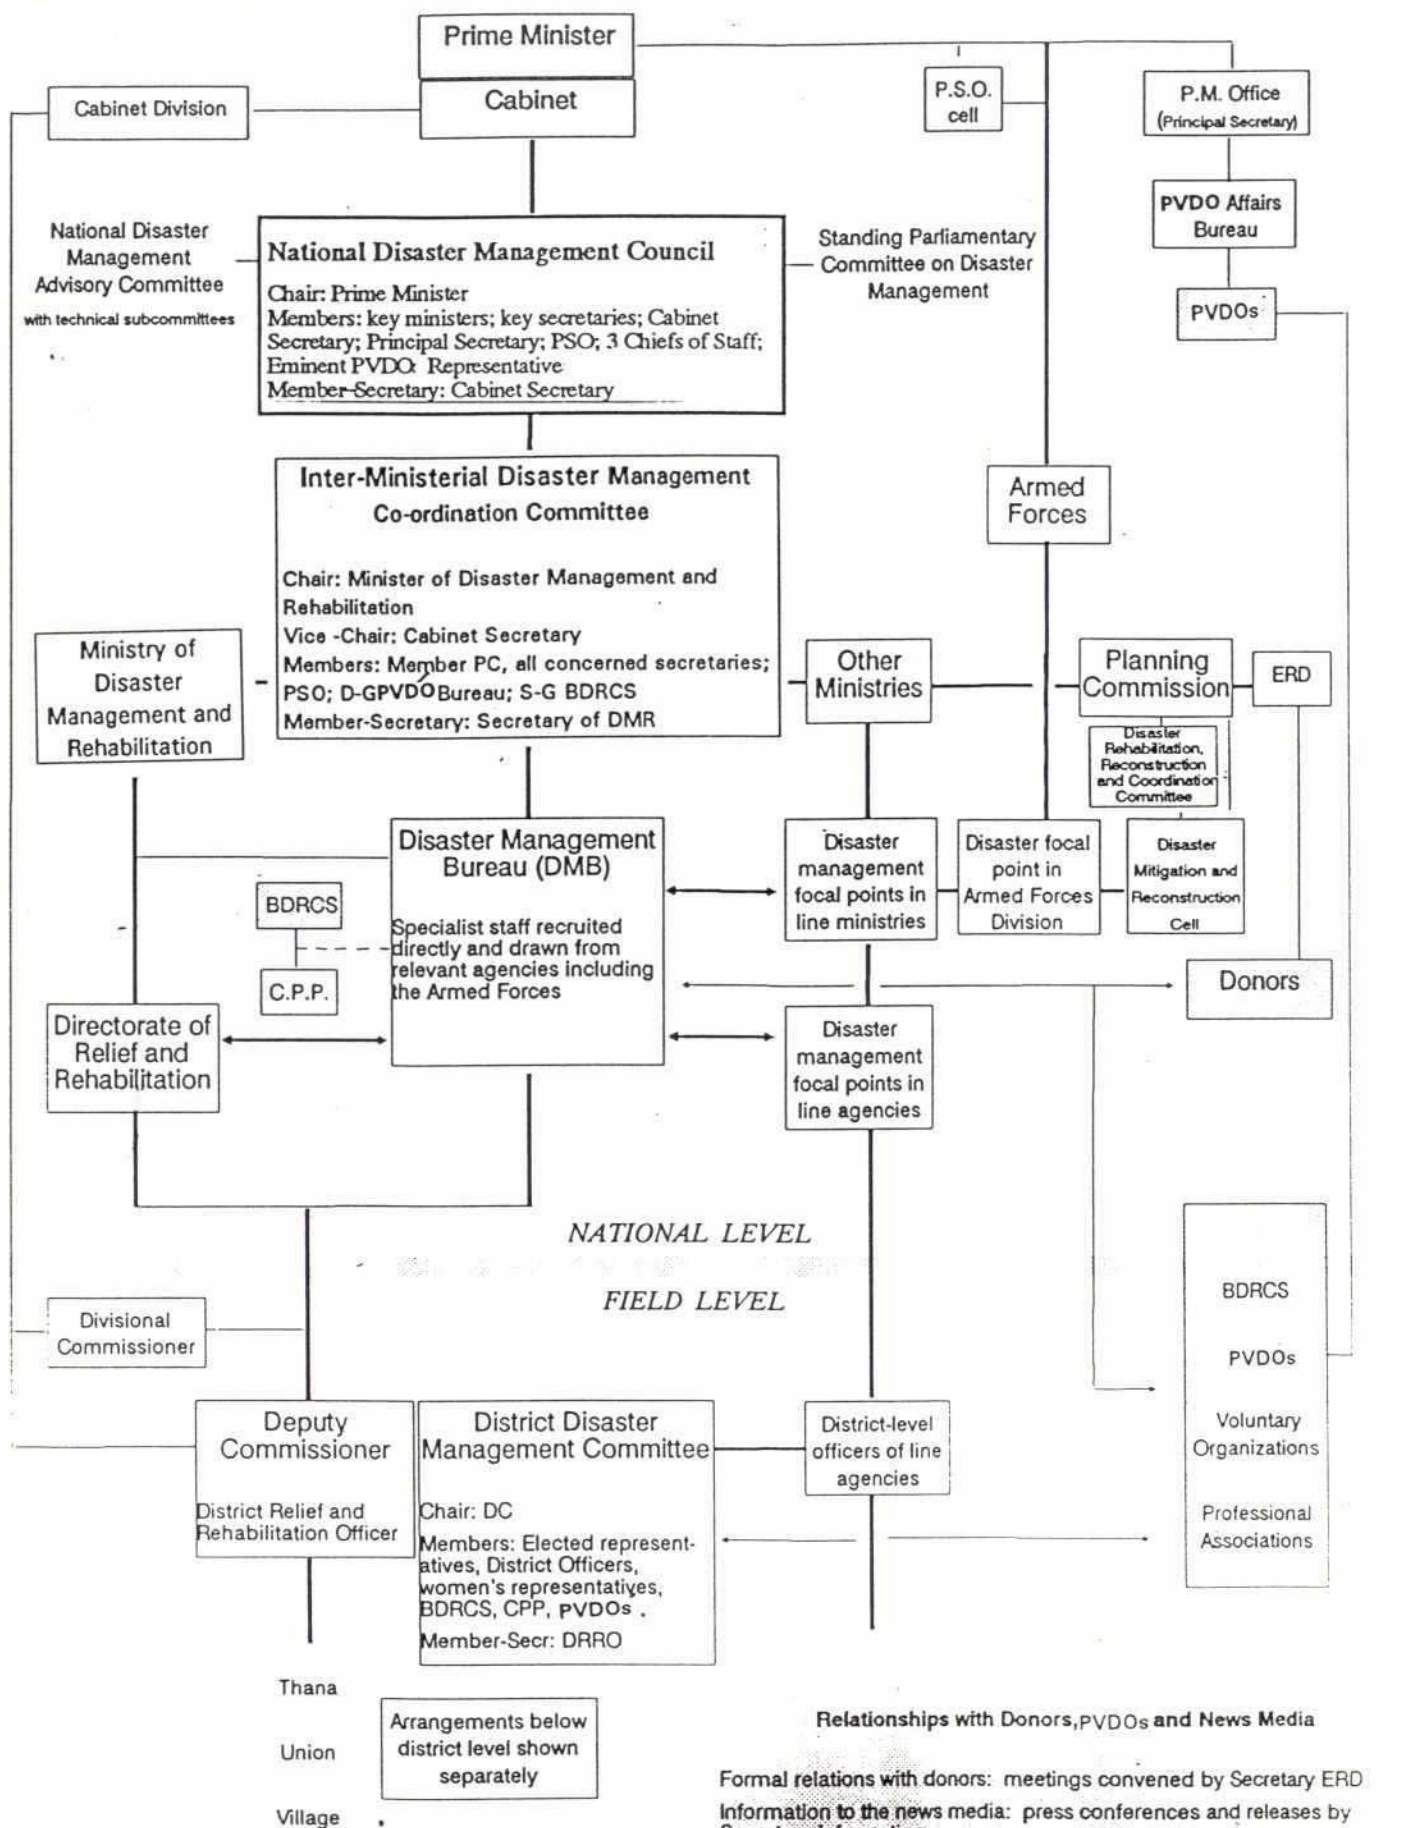 Prime Minister
Cabinet
Cabinet Division
P.S.O.
cell
P.M. Office
(Principal Secretary)
PVDO Affairs
Bureau
PVDOs
National Disaster
Management
Advisory Committee
with technical subcommittees
National Disaster Management Council
Chair: Prime Minister
Members: key ministers; key secretaries; Cabinet
Secretary; Principal Secretary; PSO; 3 Chiefs of Staff;
Eminent PVDO Representative
Member-Secretary: Cabinet Secretary
Standing Parliamentary
Committee on Disaster
Management
Inter-Ministerial Disaster Management
Co-ordination Committee
Chair: Minister of Disaster Management and
Rehabilitation
Vice -Chair: Cabinet Secretary
Members: Member PC, all concerned secretaries;
PSO; D-GPVDO Bureau; S-G BDRCS
Member-Secretary: Secretary of DMR
Armed
Forces
Ministry of
Disaster
Management and
Rehabilitation
Other
Ministries
Planning
Commission
ERD
Disaster
Rehabilitation,
Reconstruction
and Coordination
Committee
Disaster Management
Bureau (DMB)
Specialist staff recruited
directly and drawn from
relevant agencies including
the Armed Forces
BDRCS
C.P.P.
Disaster
management
focal points in
line ministries
Disaster focal
point in
Armed Forces
Division
Disaster
Mitigation and
Reconstruction
Cell
Donors
Directorate of
Relief and
Rehabilitation
Disaster
management
focal points in
line agencies
NATIONAL LEVEL
FIELD LEVEL
Divisional
Commissioner
BDRCS
PVDOs
Voluntary
Organizations
Professional
Associations
Deputy
Commissioner
District Relief and
Rehabilitation Officer
District Disaster
Management Committee
Chair: DC
Members: Elected represent-
atives, District Officers,
women's representatives,
BDRCS, CPP, PVDOs .
Member-Secr: DRRO
District-level
officers of line
agencies
Thana
Union
Village
Arrangements below
district level shown
separately
Relationships with Donors, PVDOs and News Media
Formal relations with donors: meetings convened by Secretary ERD
Information to the news media: press conferences and releases by